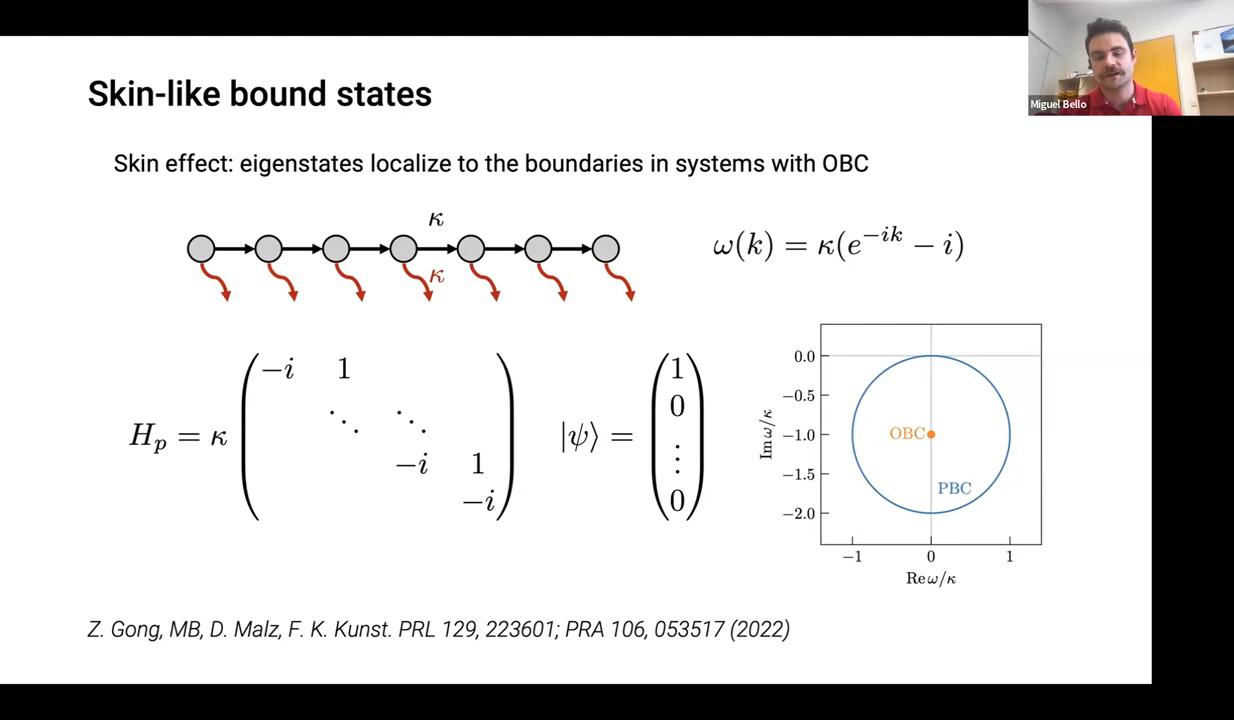 Miguel Bello
Skin-like bound states
Skin effect: eigenstates localize to the boundaries in systems with OBC
κ
κ
ω(k) = κ(e^{-ik} − i)
H_p = κ ( −i 1
⋱ ⋱
−i 1
−i )
|ψ⟩ = ( 1
0
⋮
0 )
0.0
−0.5
−1.0
−1.5
−2.0
Im ω/κ
OBC
PBC
−1 0 1
Re ω/κ
Z. Gong, MB, D. Malz, F. K. Kunst. PRL 129, 223601; PRA 106, 053517 (2022)